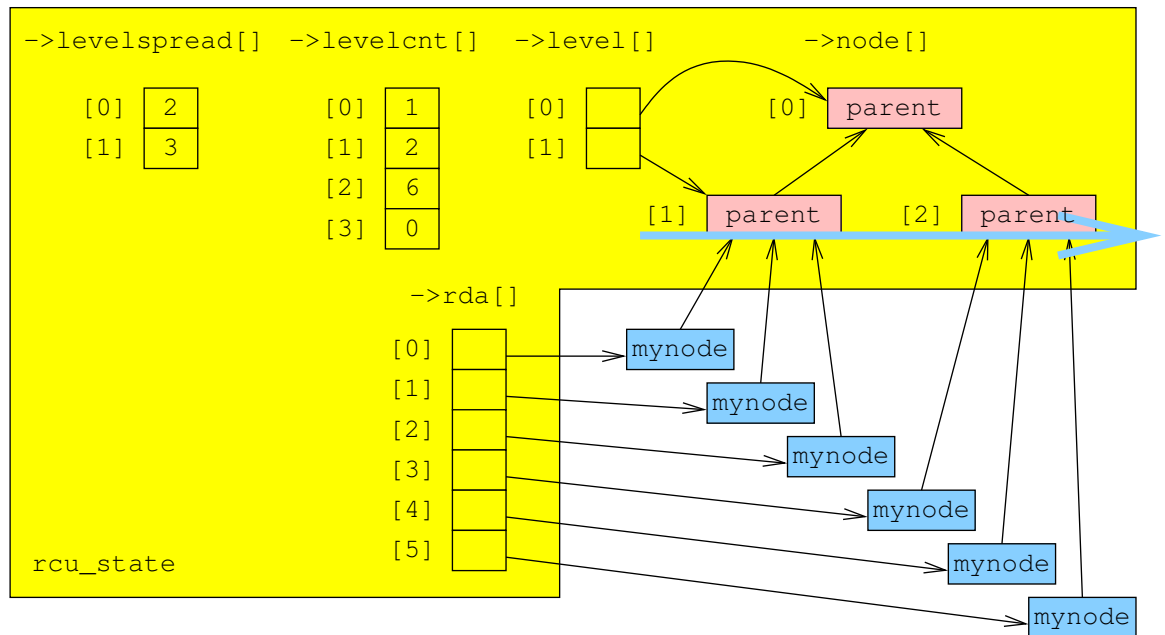 ->levelspread[] ->levelcnt[] ->level[] ->node[]
[0] 2 [0] 1 [0] [0] parent
[1] 3 [1] 2 [1]
[2] 6
[1] parent [2] parent
[3] 0
->rda[]
[0] mynode
[1] mynode
[2] mynode
[3] mynode
[4] mynode
[5]
rcu_state
mynode